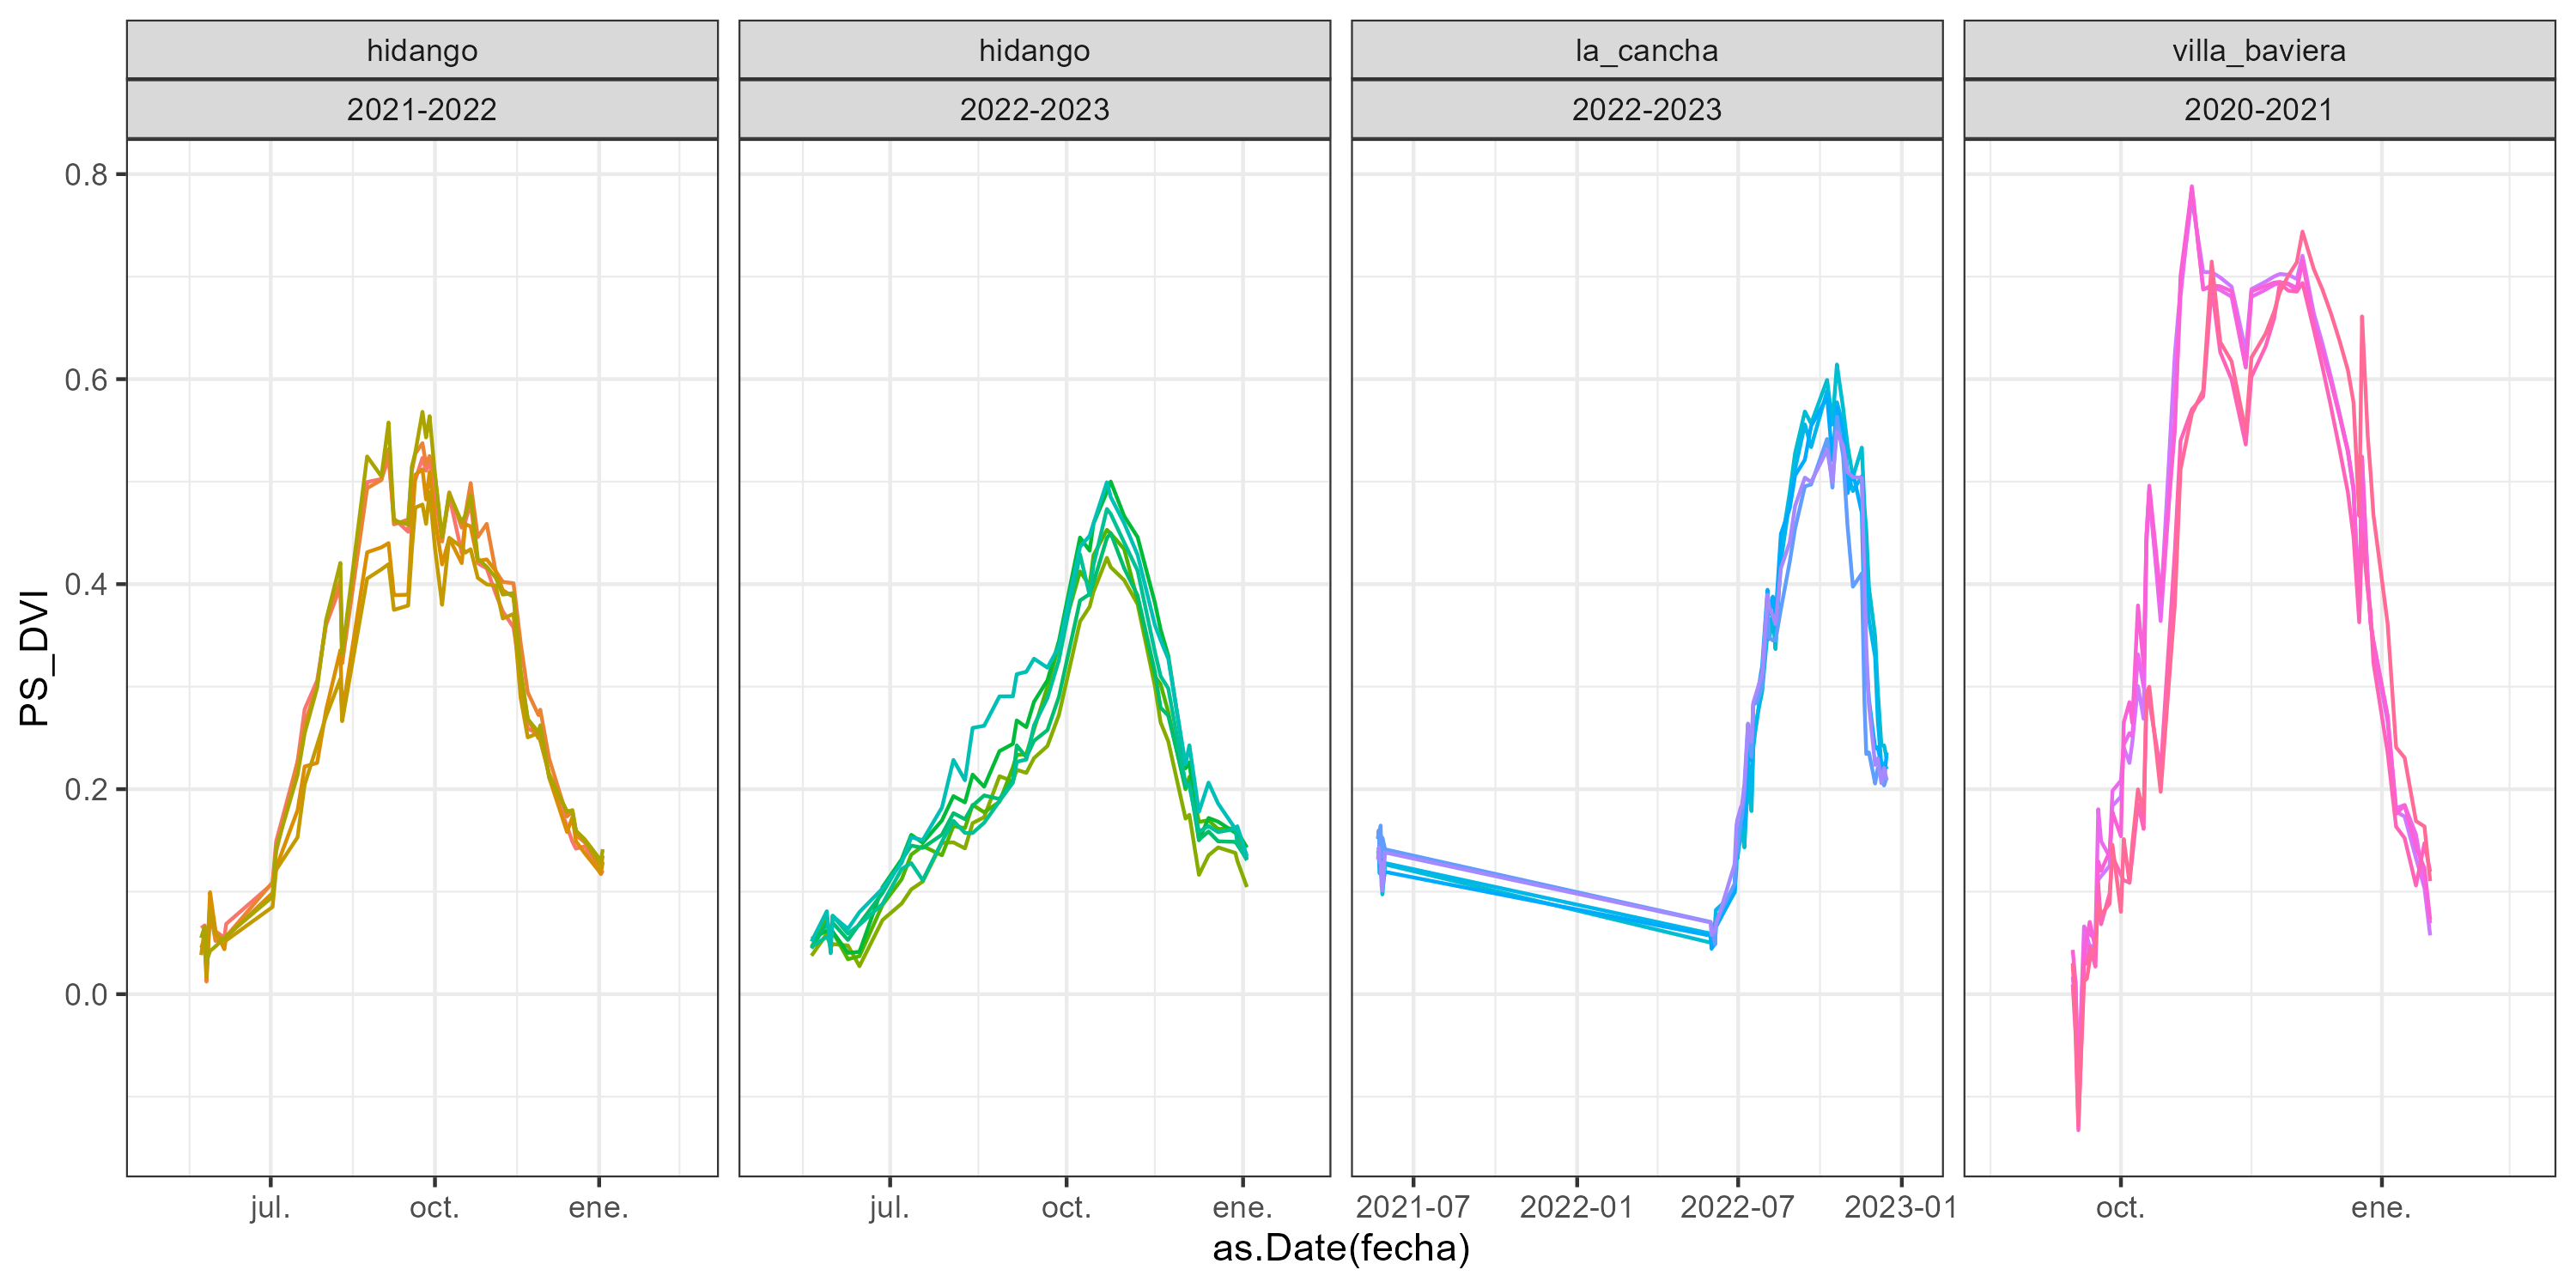 hidango
hidango
la_cancha
villa_baviera
2021-2022
2022-2023
2022-2023
2020-2021
0.8
0.6
0.4
0.2
0.0
PS_DVI
jul.
oct.
ene.
jul.
oct.
ene.
2021-07
2022-01
2022-07
2023-01
oct.
ene.
as.Date(fecha)